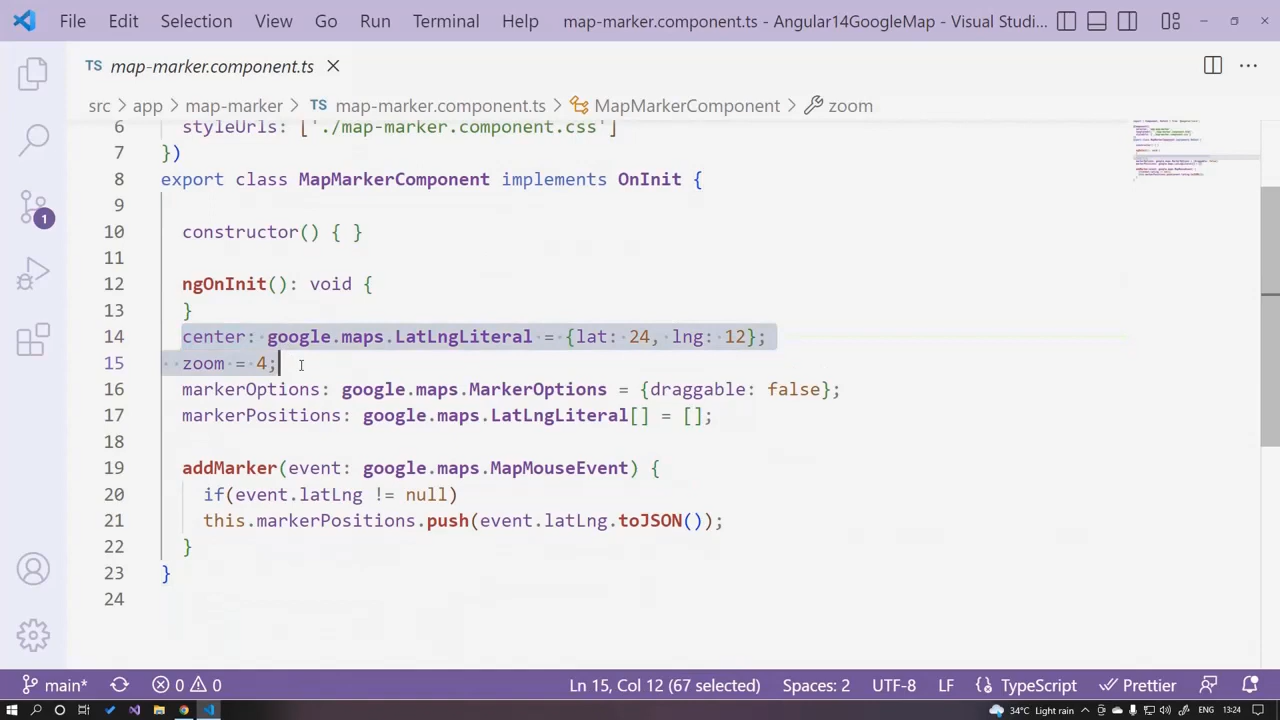 File Edit Selection View Go Run Terminal Help map-marker.component.ts - Angular14GoogleMap - Visual Studi...
TS map-marker.component.ts
src > app > map-marker > TS map-marker.component.ts > MapMarkerComponent > zoom
6 styleUrls: ['./map-marker.component.css']
7 })
8 export class MapMarkerComponent implements OnInit {
9
10 constructor() { }
11
12 ngOnInit(): void {
13 }
14 center: google.maps.LatLngLiteral = {lat: 24, lng: 12};
15 zoom = 4;
16 markerOptions: google.maps.MarkerOptions = {draggable: false};
17 markerPositions: google.maps.LatLngLiteral[] = [];
18
19 addMarker(event: google.maps.MapMouseEvent) {
20 if(event.latLng != null)
21 this.markerPositions.push(event.latLng.toJSON());
22 }
23 }
24
1
main* 0 0 Ln 15, Col 12 (67 selected) Spaces: 2 UTF-8 LF {} TypeScript Prettier
34°C Light rain ENG 13:24